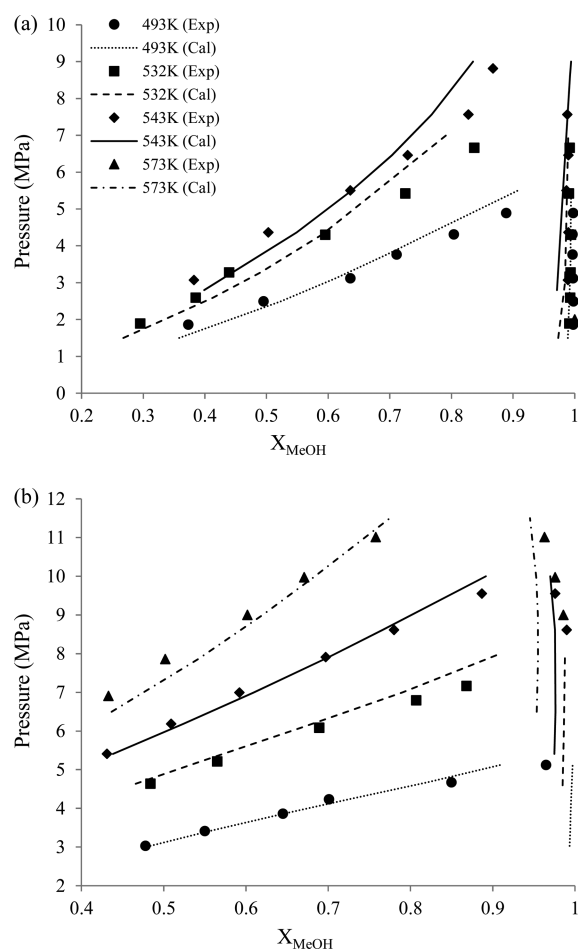 (a)
493K (Exp)
493K (Cal)
532K (Exp)
532K (Cal)
543K (Exp)
543K (Cal)
573K (Exp)
573K (Cal)
Pressure (MPa)
10
9
8
7
6
5
4
3
2
1
0
0.2 0.3 0.4 0.5 0.6 0.7 0.8 0.9 1
X_MeOH
(b)
Pressure (MPa)
12
11
10
9
8
7
6
5
4
3
2
0.4 0.5 0.6 0.7 0.8 0.9 1
X_MeOH